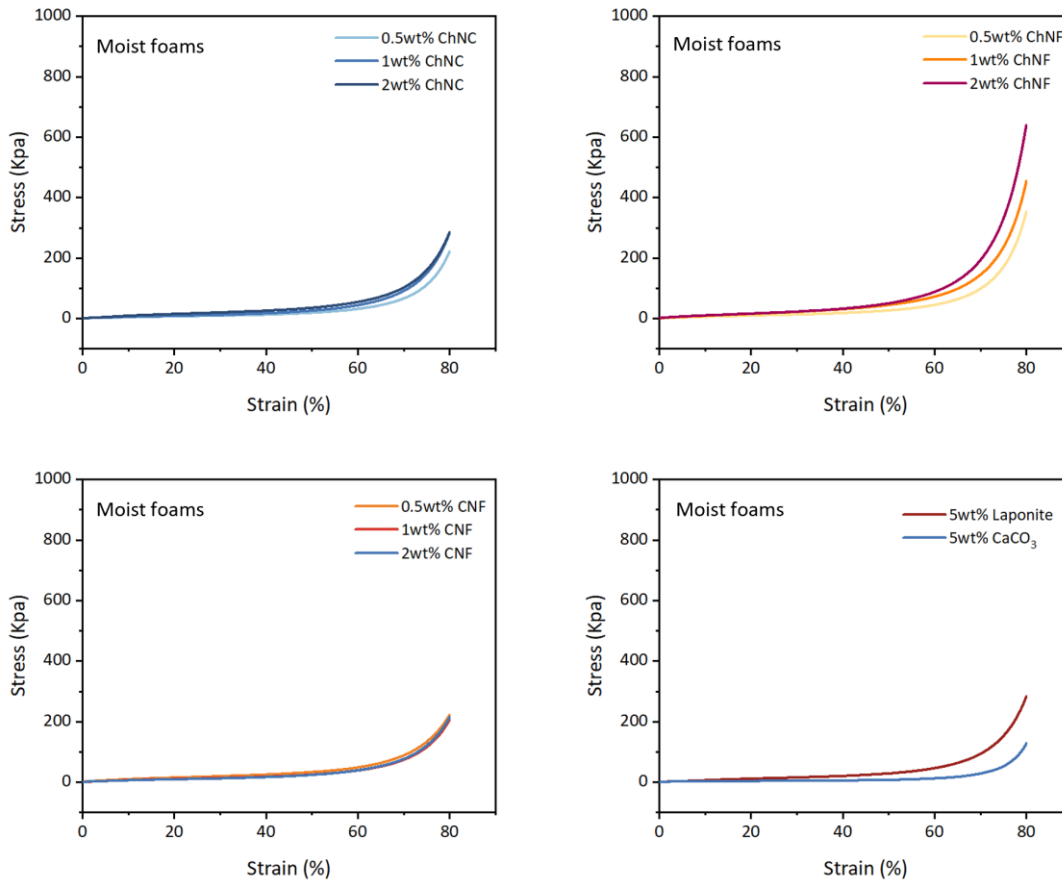 Moist foams
0.5wt% ChNC
1wt% ChNC
2wt% ChNC
1000
800
600
400
200
0
Stress (Kpa)
0 20 40 60 80
Strain (%)
Moist foams
0.5wt% ChNF
1wt% ChNF
2wt% ChNF
1000
800
600
400
200
0
Stress (Kpa)
0 20 40 60 80
Strain (%)
Moist foams
0.5wt% CNF
1wt% CNF
2wt% CNF
1000
800
600
400
200
0
Stress (Kpa)
0 20 40 60 80
Strain (%)
Moist foams
5wt% Laponite
5wt% CaCO₃
1000
800
600
400
200
0
Stress (Kpa)
0 20 40 60 80
Strain (%)